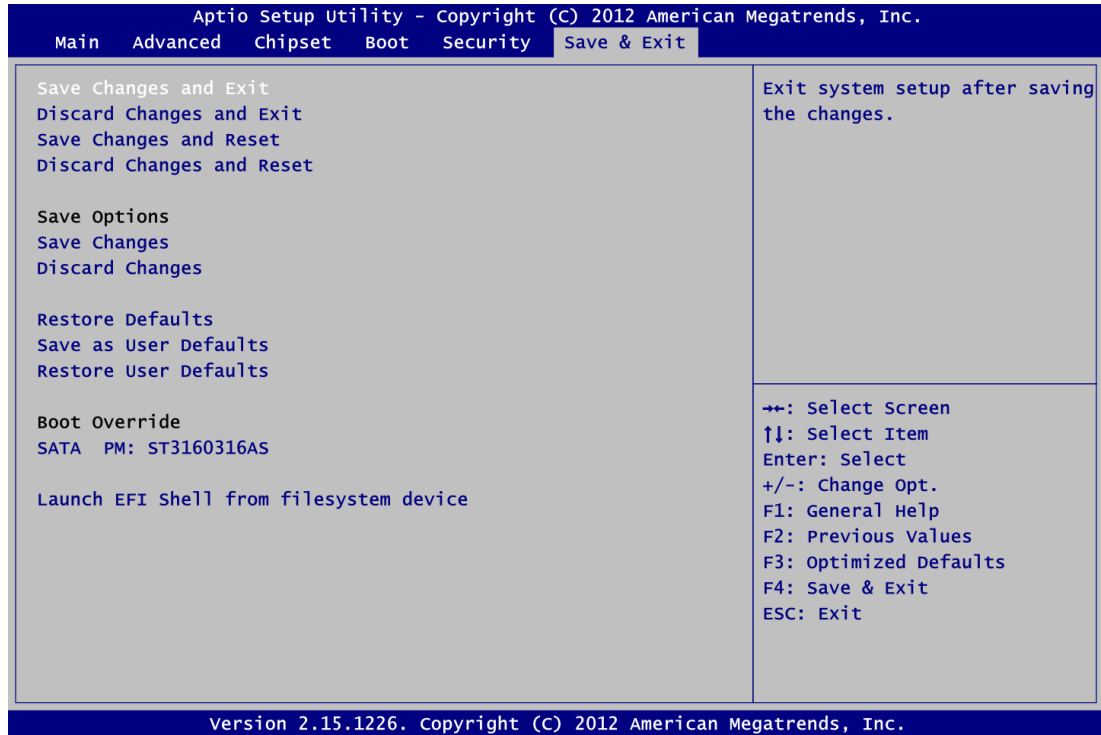 Aptio Setup Utility – Copyright (C) 2012 American Megatrends, Inc.
Main Advanced Chipset Boot Security Save & Exit
Save Changes and Exit
Discard Changes and Exit
Save Changes and Reset
Discard Changes and Reset
Save Options
Save Changes
Discard Changes
Restore Defaults
Save as User Defaults
Restore User Defaults
Boot Override
SATA PM: ST3160316AS
Launch EFI Shell from filesystem device
Exit system setup after saving
the changes.
→←: Select Screen
↑↓: Select Item
Enter: Select
+/-: Change Opt.
F1: General Help
F2: Previous Values
F3: Optimized Defaults
F4: Save & Exit
ESC: Exit
Version 2.15.1226. Copyright (C) 2012 American Megatrends, Inc.